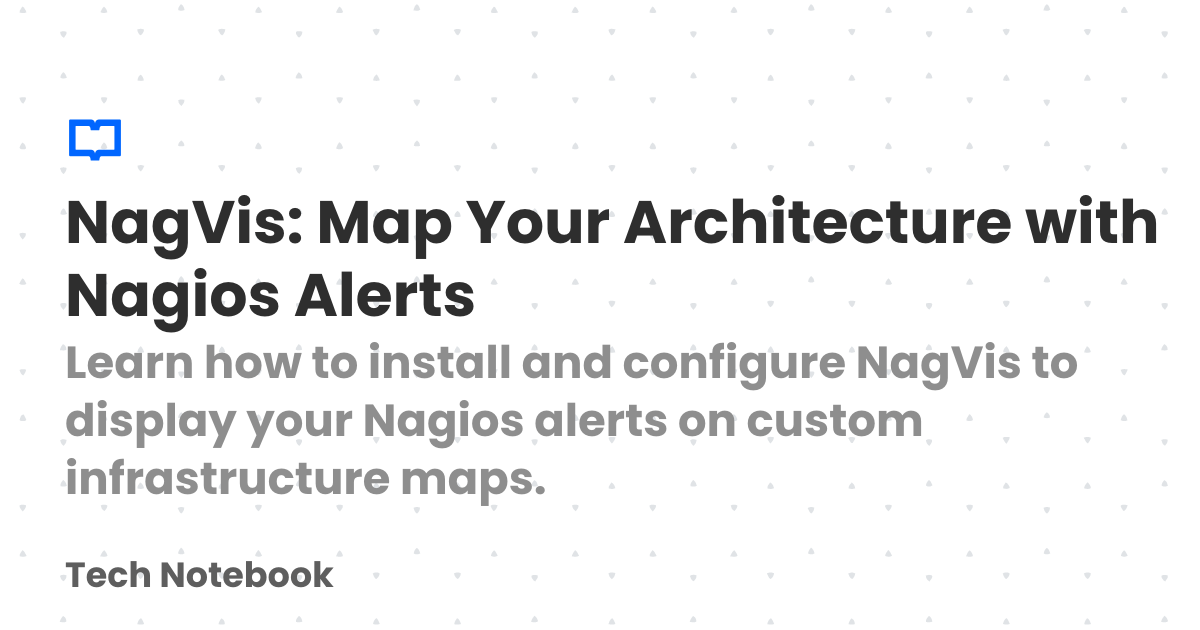 NagVis: Map Your Architecture with
Nagios Alerts
Learn how to install and configure NagVis to
display your Nagios alerts on custom
infrastructure maps.
Tech Notebook